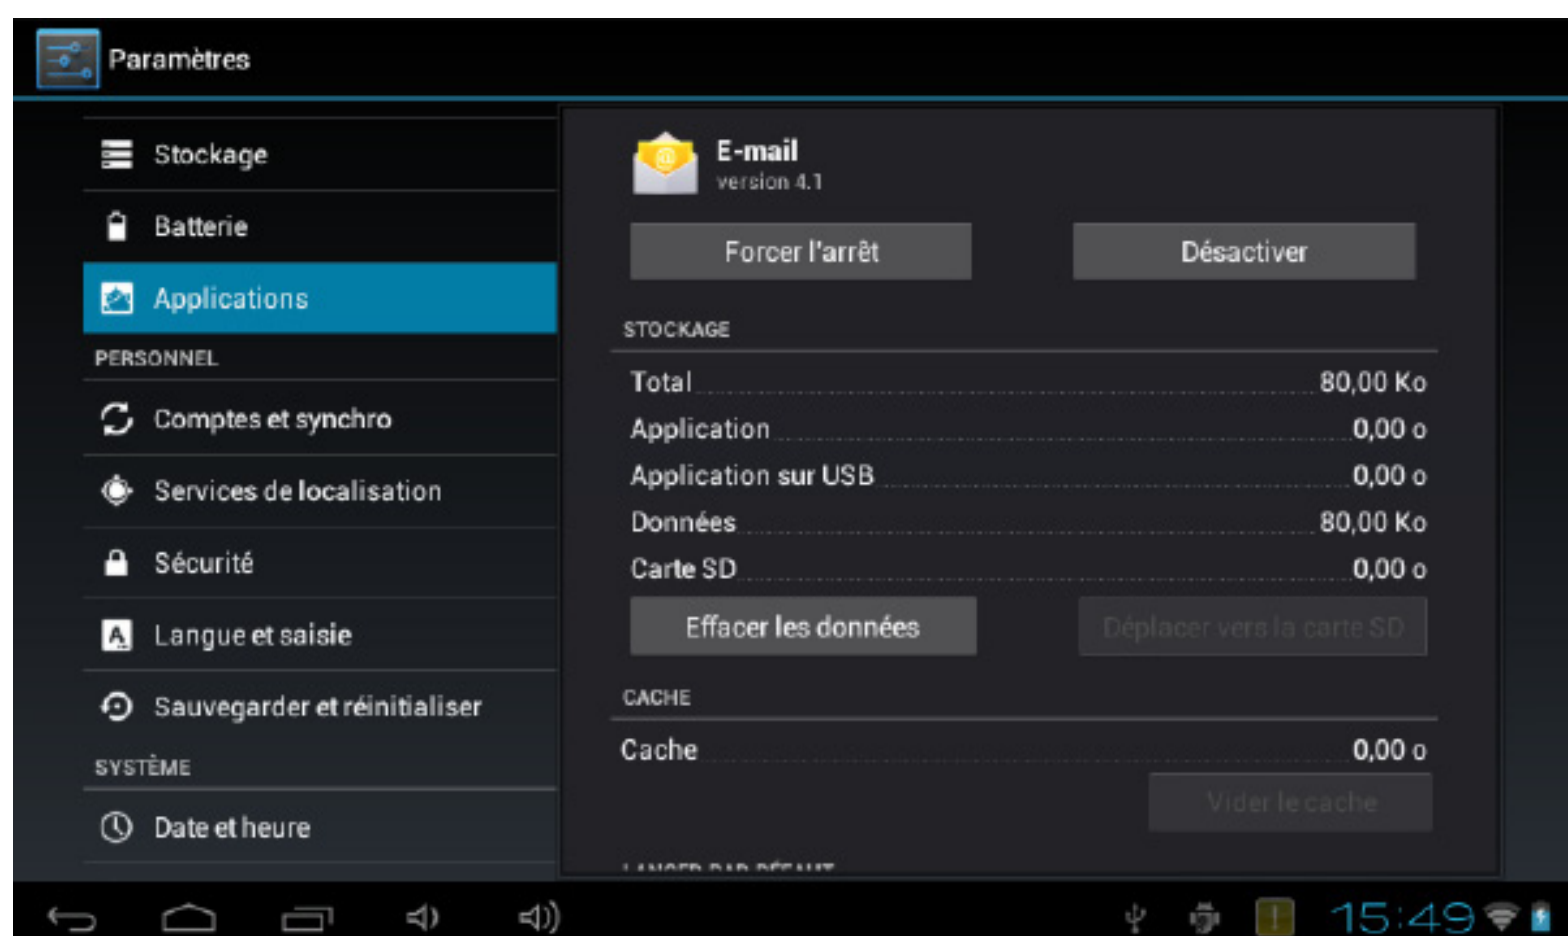 Paramètres
Stockage
Batterie
Applications
PERSONNEL
Comptes et synchro
Services de localisation
Sécurité
Langue et saisie
Sauvegarder et réinitialiser
SYSTÈME
Date et heure
E-mail
version 4.1
Forcer l'arrêt
Désactiver
STOCKAGE
Total 80,00 Ko
Application 0,00 o
Application sur USB 0,00 o
Données 80,00 Ko
Carte SD 0,00 o
Effacer les données
Déplacer vers la carte SD
CACHE
Cache 0,00 o
Vider le cache
LANCER PAR DÉFAUT
15:49